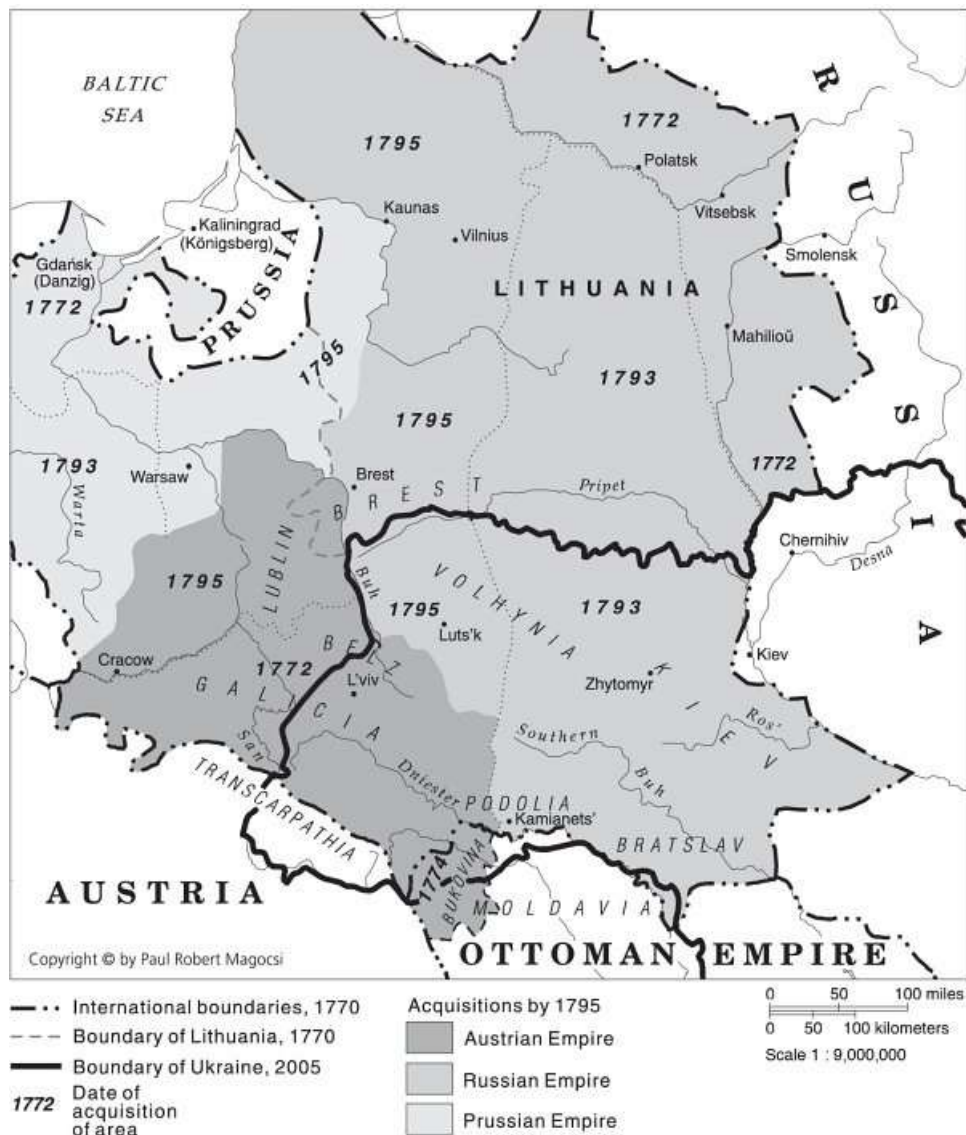 BALTIC
SEA
R
U
S
S
I
A
1795
1772
Polatsk
Kaunas
Vitsebsk
Kaliningrad
(Königsberg)
Vilnius
Smolensk
Gdańsk
(Danzig)
1772
PRUSSIA
LITHUANIA
Mahilioŭ
1795
1793
1795
1793
Warta
Warsaw
1772
Brest
BREST
Pripet
Chernihiv
Desna
LUBLIN
1795
Buh
VOLHYNIA
1795
1793
Luts'k
BELZ
Kiev
Cracow
1772
L'viv
Zhytomyr
KIEV
GALICIA
Ros'
San
Southern
Buh
TRANSCARPATHIA
Dniester
PODOLIA
Kamianets'
BRATSLAV
1774
BUKOVINA
AUSTRIA
MOLDAVIA
OTTOMAN EMPIRE
Copyright © by Paul Robert Magocsi
International boundaries, 1770
Boundary of Lithuania, 1770
Boundary of Ukraine, 2005
1772 Date of
acquisition
of area
Acquisitions by 1795
Austrian Empire
Russian Empire
Prussian Empire
0 50 100 miles
0 50 100 kilometers
Scale 1 : 9,000,000